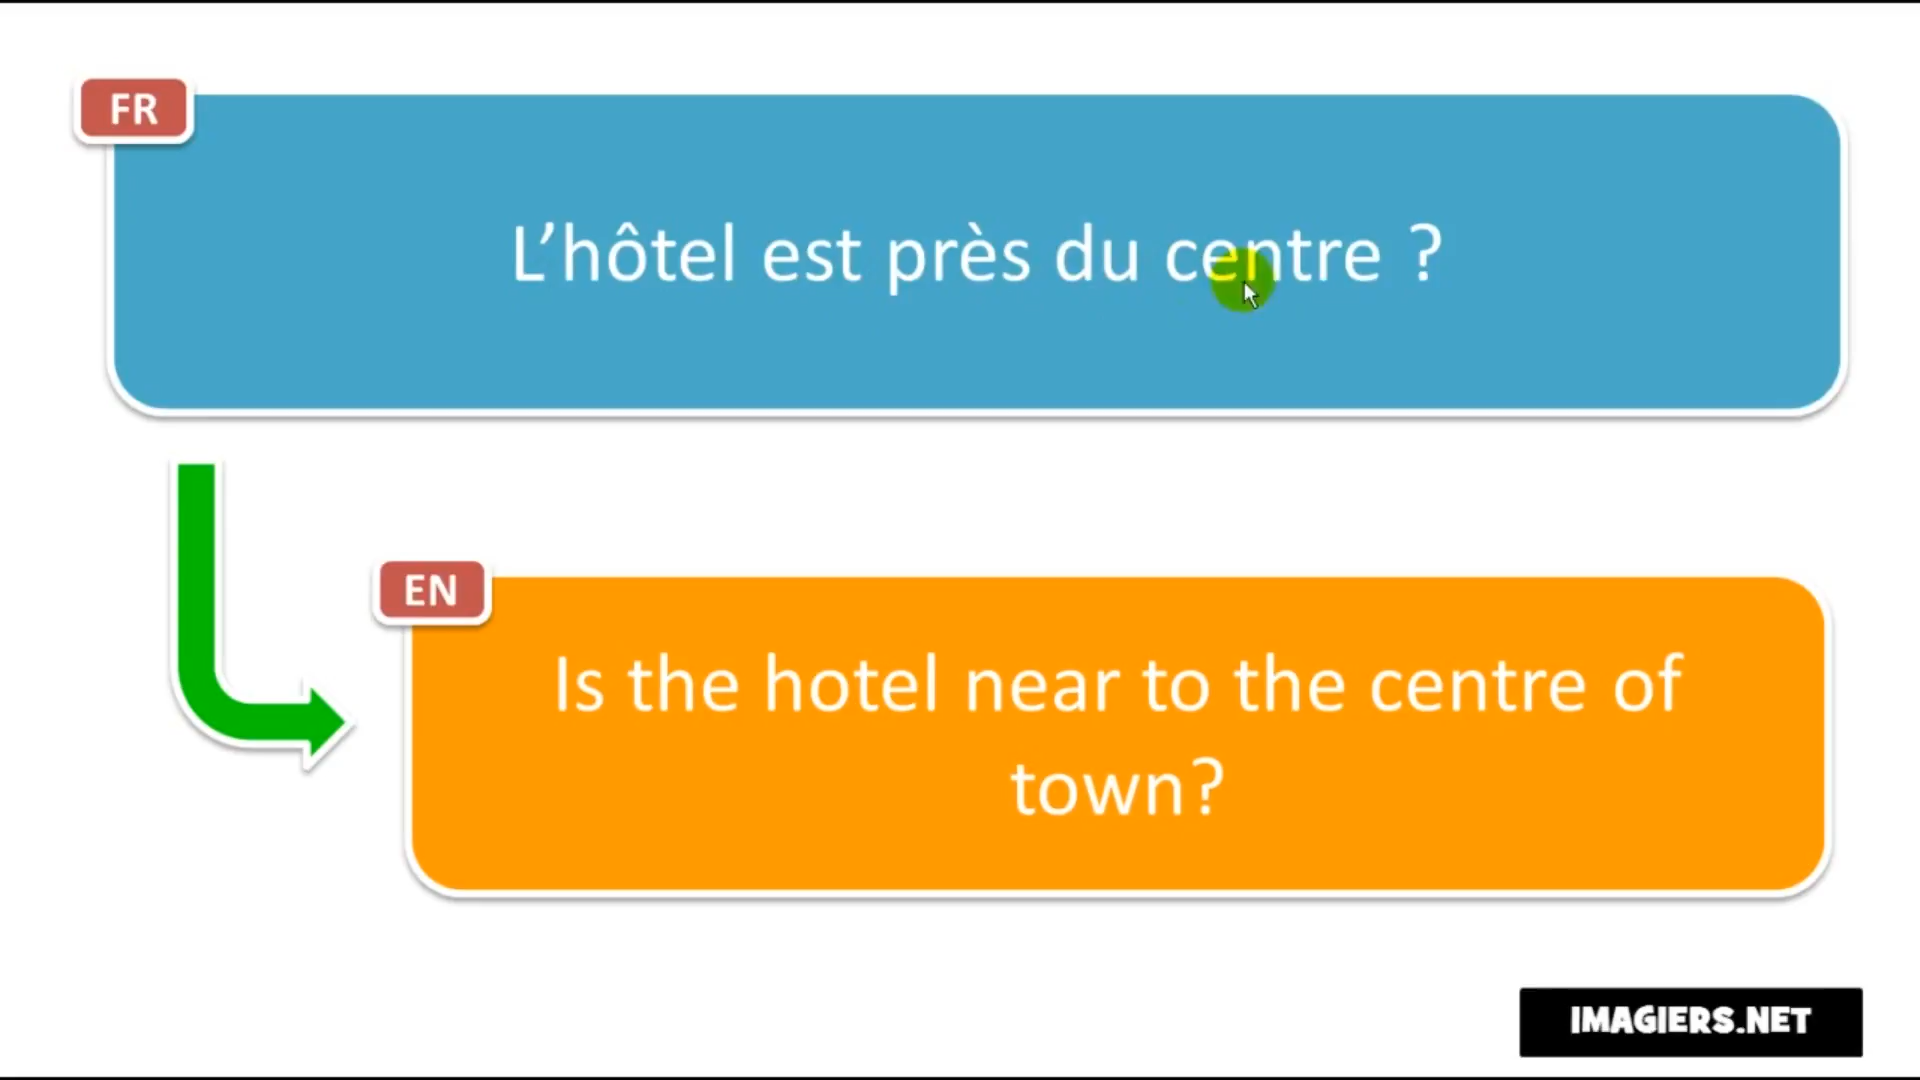 FR
L’hôtel est près du centre ?
EN
Is the hotel near to the centre of
town?
IMAGIERS.NET